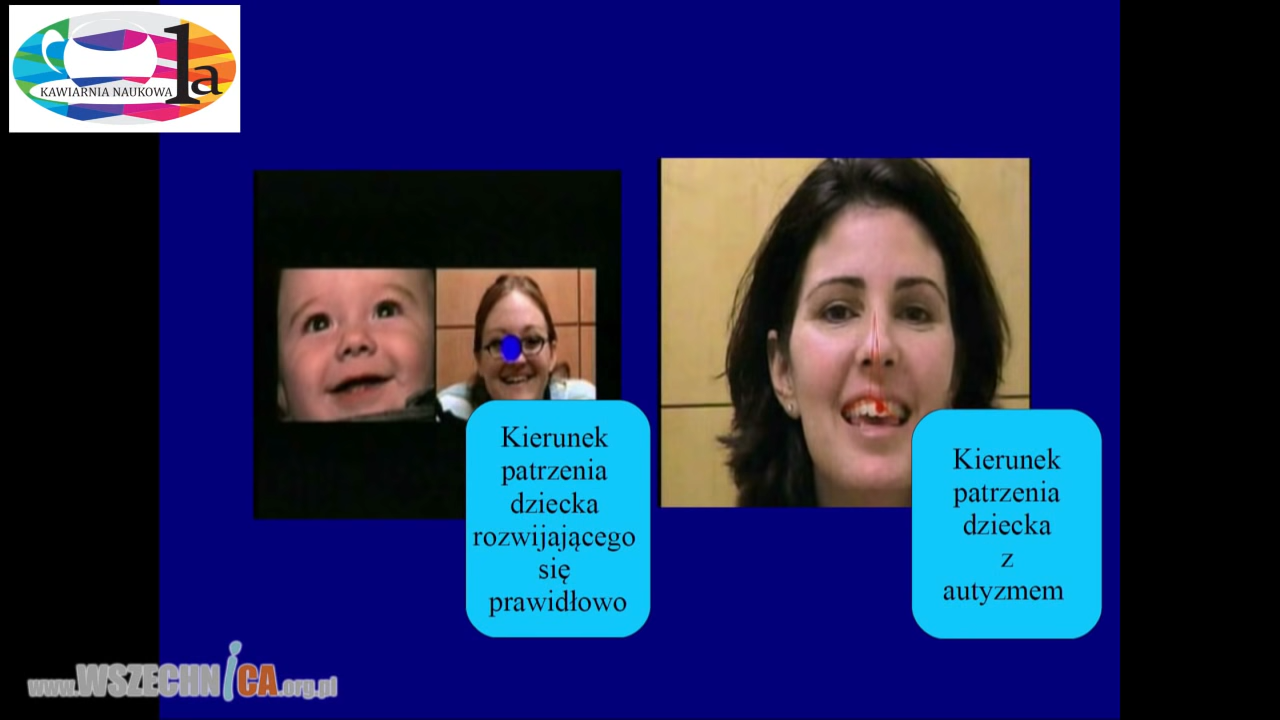 KAWIARNIA NAUKOWA 1a
Kierunek
patrzenia
dziecka
rozwijającego
się
prawidłowo
Kierunek
patrzenia
dziecka
z
autyzmem
www.WSZECHNiCA.org.pl